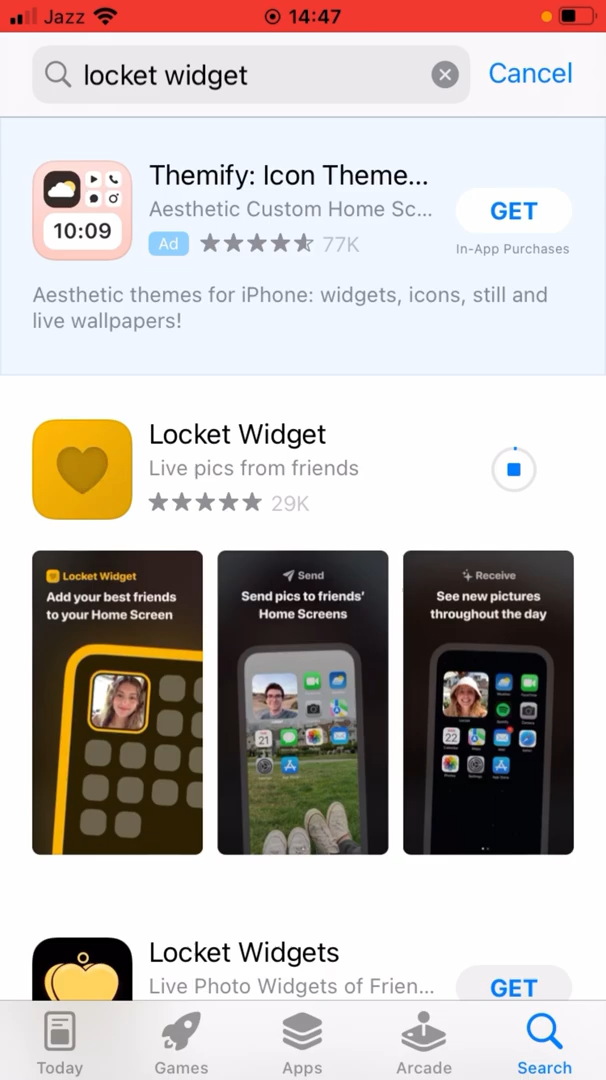 Jazz 14:47
locket widget Cancel
10:09
Themify: Icon Theme...
Aesthetic Custom Home Sc...
Ad 77K
GET
In-App Purchases
Aesthetic themes for iPhone: widgets, icons, still and
live wallpapers!
Locket Widget
Live pics from friends
29K
Locket Widget
Add your best friends
to your Home Screen
Send
Send pics to friends'
Home Screens
21
Receive
See new pictures
throughout the day
22
Locket Widgets
Live Photo Widgets of Frien...
GET
Today Games Apps Arcade Search